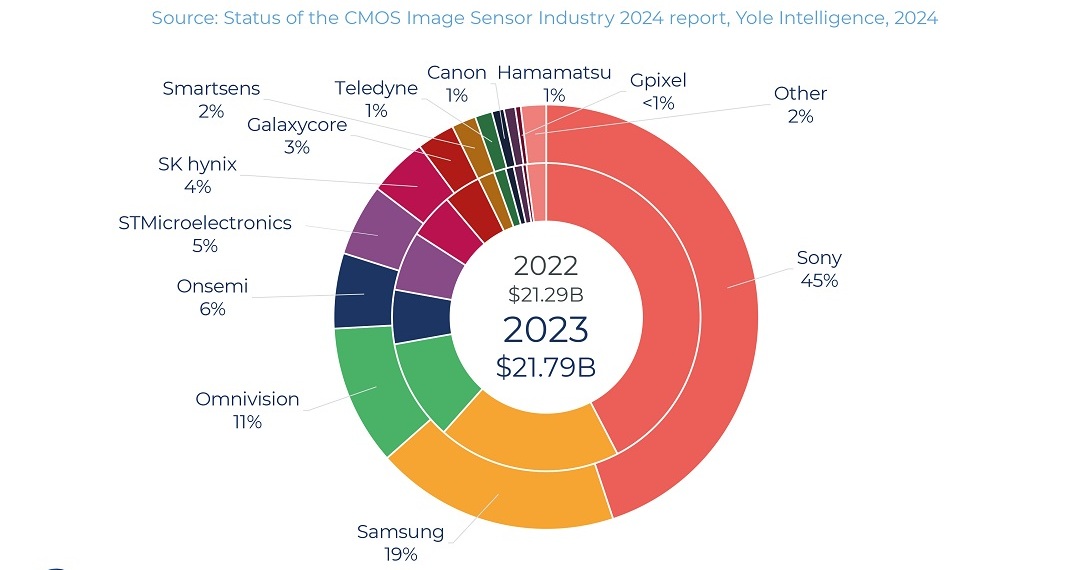 Source: Status of the CMOS Image Sensor Industry 2024 report, Yole Intelligence, 2024
Smartsens
2%
Teledyne
1%
Canon
1%
Hamamatsu
1%
Gpixel
<1%
Other
2%
Galaxycore
3%
SK hynix
4%
STMicroelectronics
5%
Onsemi
6%
Omnivision
11%
Samsung
19%
Sony
45%
2022
$21.29B
2023
$21.79B